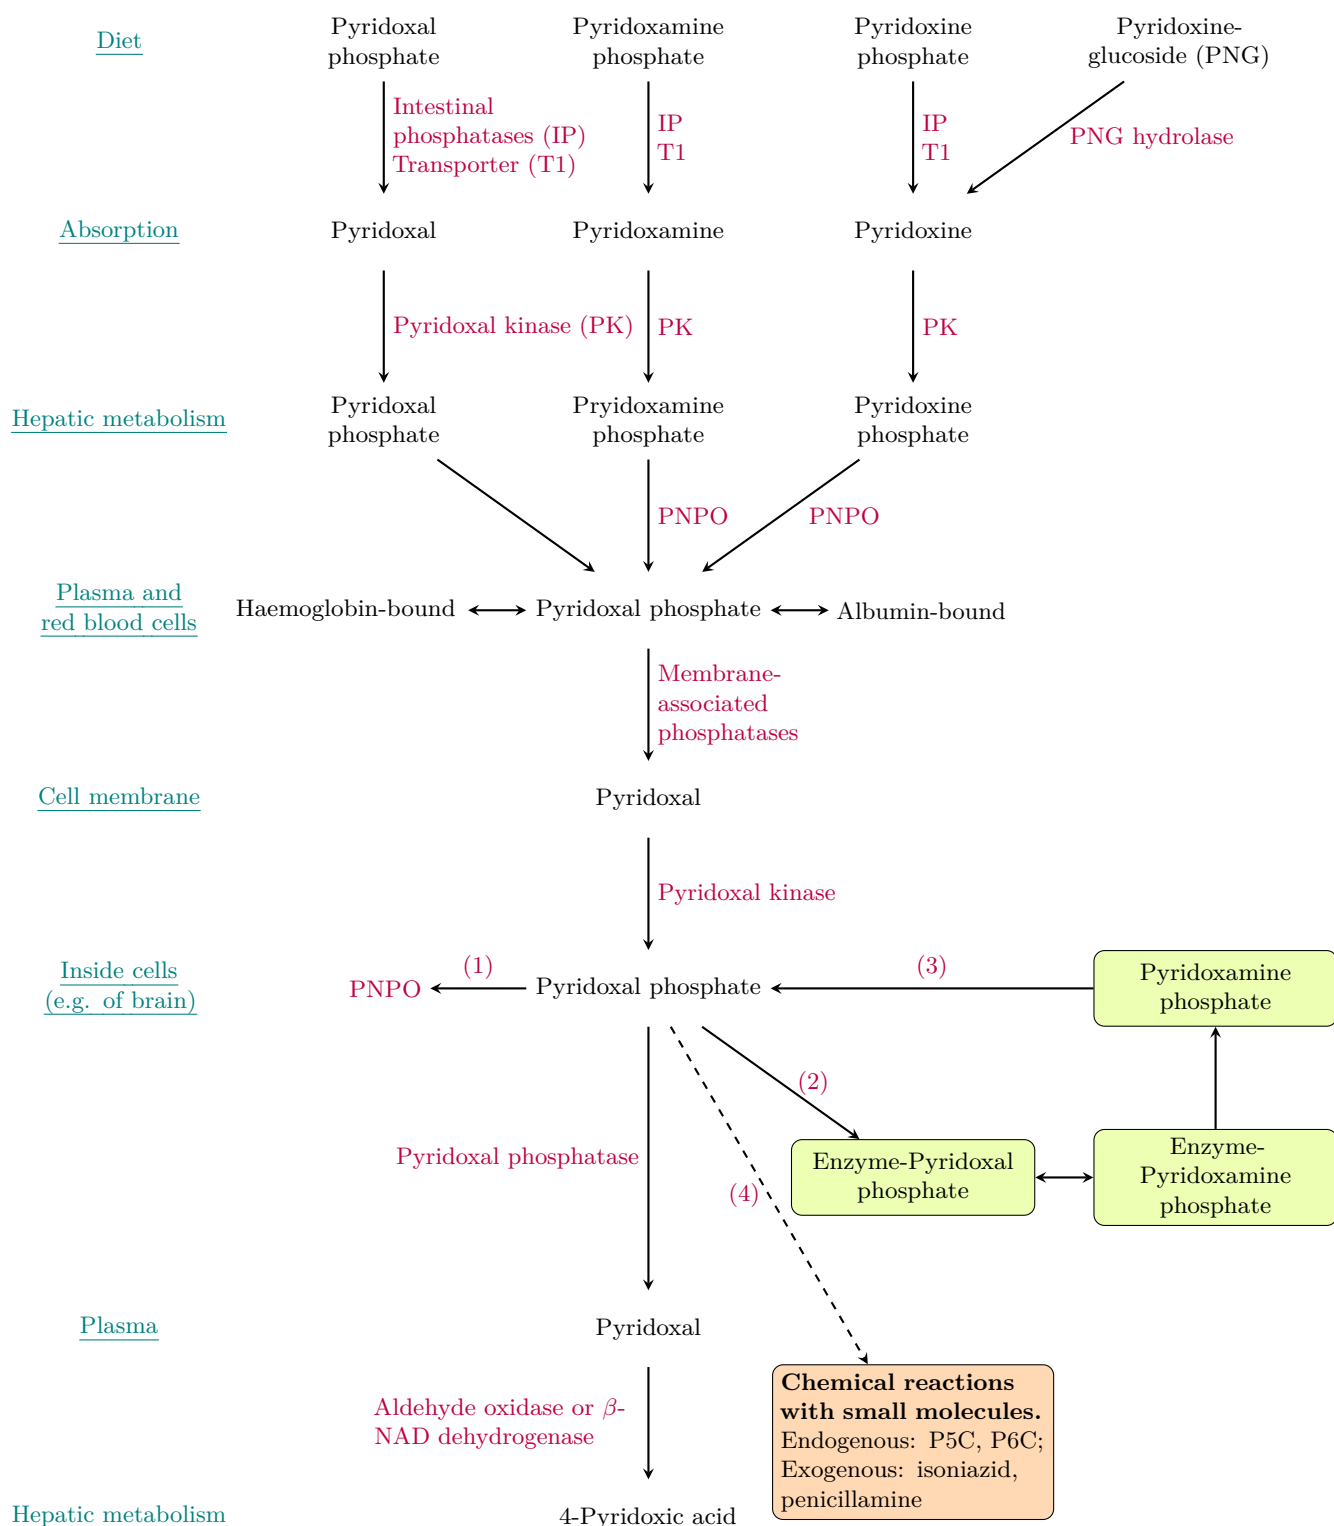 Diet
Pyridoxal
phosphate
Pyridoxamine
phosphate
Pyridoxine
phosphate
Pyridoxine-
glucoside (PNG)
Intestinal
phosphatases (IP)
Transporter (T1)
IP
T1
IP
T1
PNG hydrolase
Absorption
Pyridoxal
Pyridoxamine
Pyridoxine
Pyridoxal kinase (PK)
PK
PK
Hepatic metabolism
Pyridoxal
phosphate
Pryidoxamine
phosphate
Pyridoxine
phosphate
PNPO
PNPO
Plasma and
red blood cells
Haemoglobin-bound
Pyridoxal phosphate
Albumin-bound
Membrane-
associated
phosphatases
Cell membrane
Pyridoxal
Pyridoxal kinase
Inside cells
(e.g. of brain)
PNPO
(1)
Pyridoxal phosphate
(3)
Pyridoxamine
phosphate
(2)
Pyridoxal phosphatase
(4)
Enzyme-Pyridoxal
phosphate
Enzyme-
Pyridoxamine
phosphate
Plasma
Pyridoxal
Aldehyde oxidase or β-
NAD dehydrogenase
Chemical reactions
with small molecules.
Endogenous: P5C, P6C;
Exogenous: isoniazid,
penicillamine
Hepatic metabolism
4-Pyridoxic acid